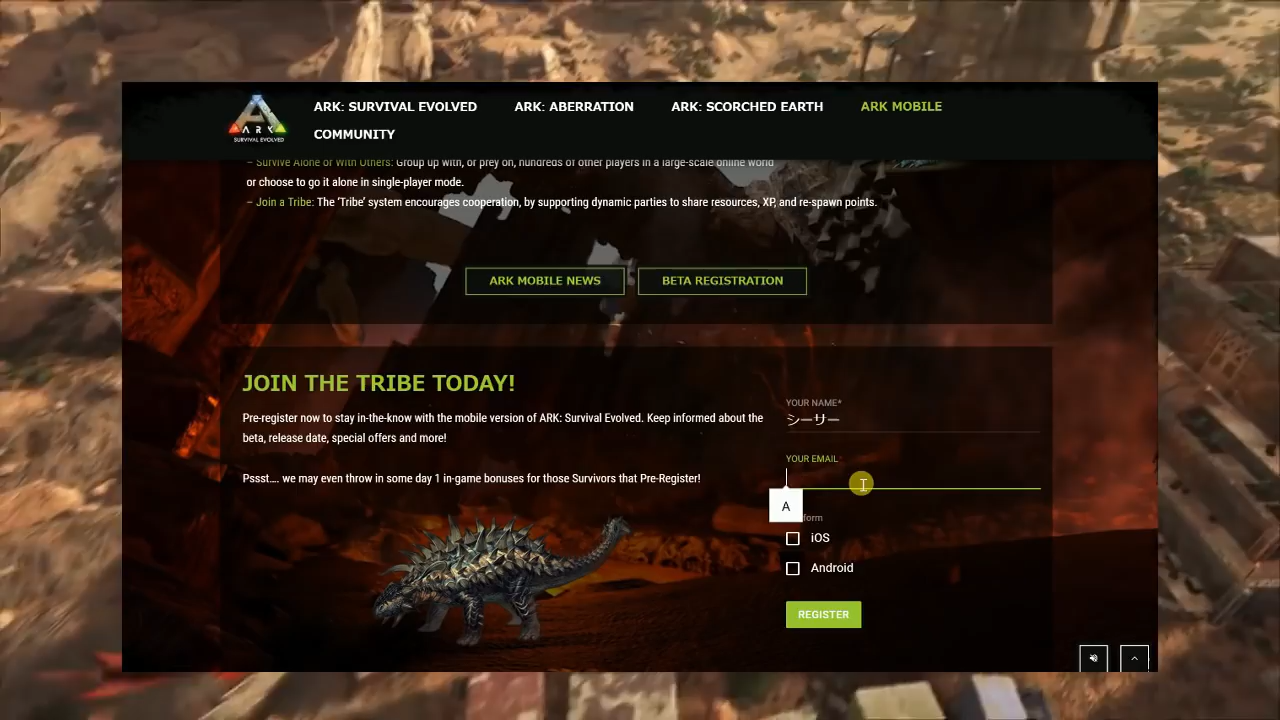 ARK: SURVIVAL EVOLVED
ARK: ABERRATION
ARK: SCORCHED EARTH
ARK MOBILE
COMMUNITY
ARK
SURVIVAL EVOLVED
– Survive Alone or With Others: Group up with, or prey on, hundreds of other players in a large-scale online world
or choose to go it alone in single-player mode.
– Join a Tribe: The ‘Tribe’ system encourages cooperation, by supporting dynamic parties to share resources, XP, and re-spawn points.
ARK MOBILE NEWS
BETA REGISTRATION
JOIN THE TRIBE TODAY!
Pre-register now to stay in-the-know with the mobile version of ARK: Survival Evolved. Keep informed about the
beta, release date, special offers and more!
Pssst.... we may even throw in some day 1 in-game bonuses for those Survivors that Pre-Register!
YOUR NAME*
シーサー
YOUR EMAIL
A
form
iOS
Android
REGISTER